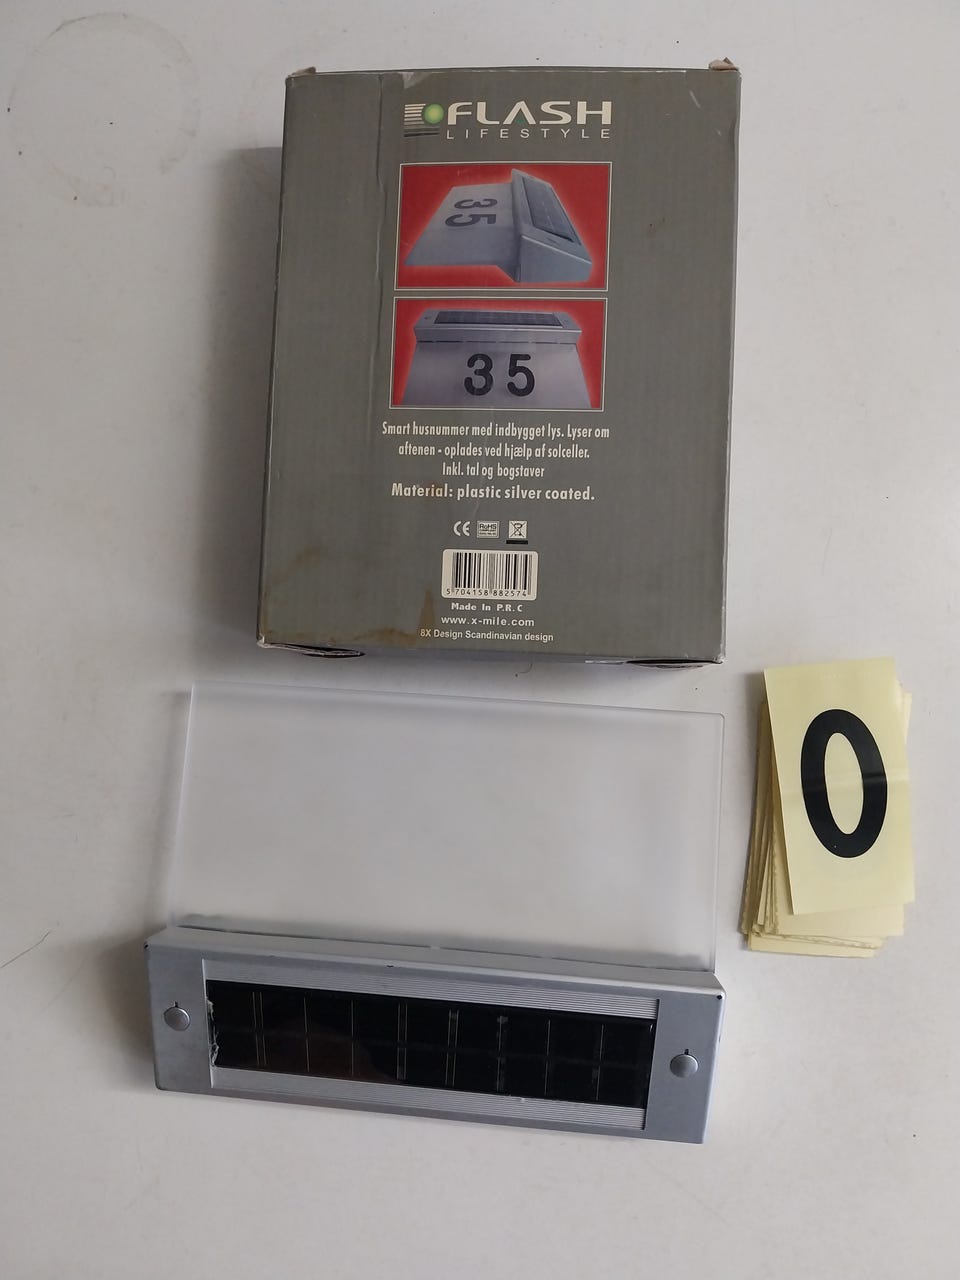 FLASH
LIFESTYLE
35
35
Smart husnummer med indbygget lys. Lyser om
aftenen - oplades ved hjælp af solceller.
Inkl. tal og bogstaver
Material: plastic silver coated.
CE RoHS
5 704158 882574
Made In P.R.C
www.x-mile.com
8X Design Scandinavian design
0